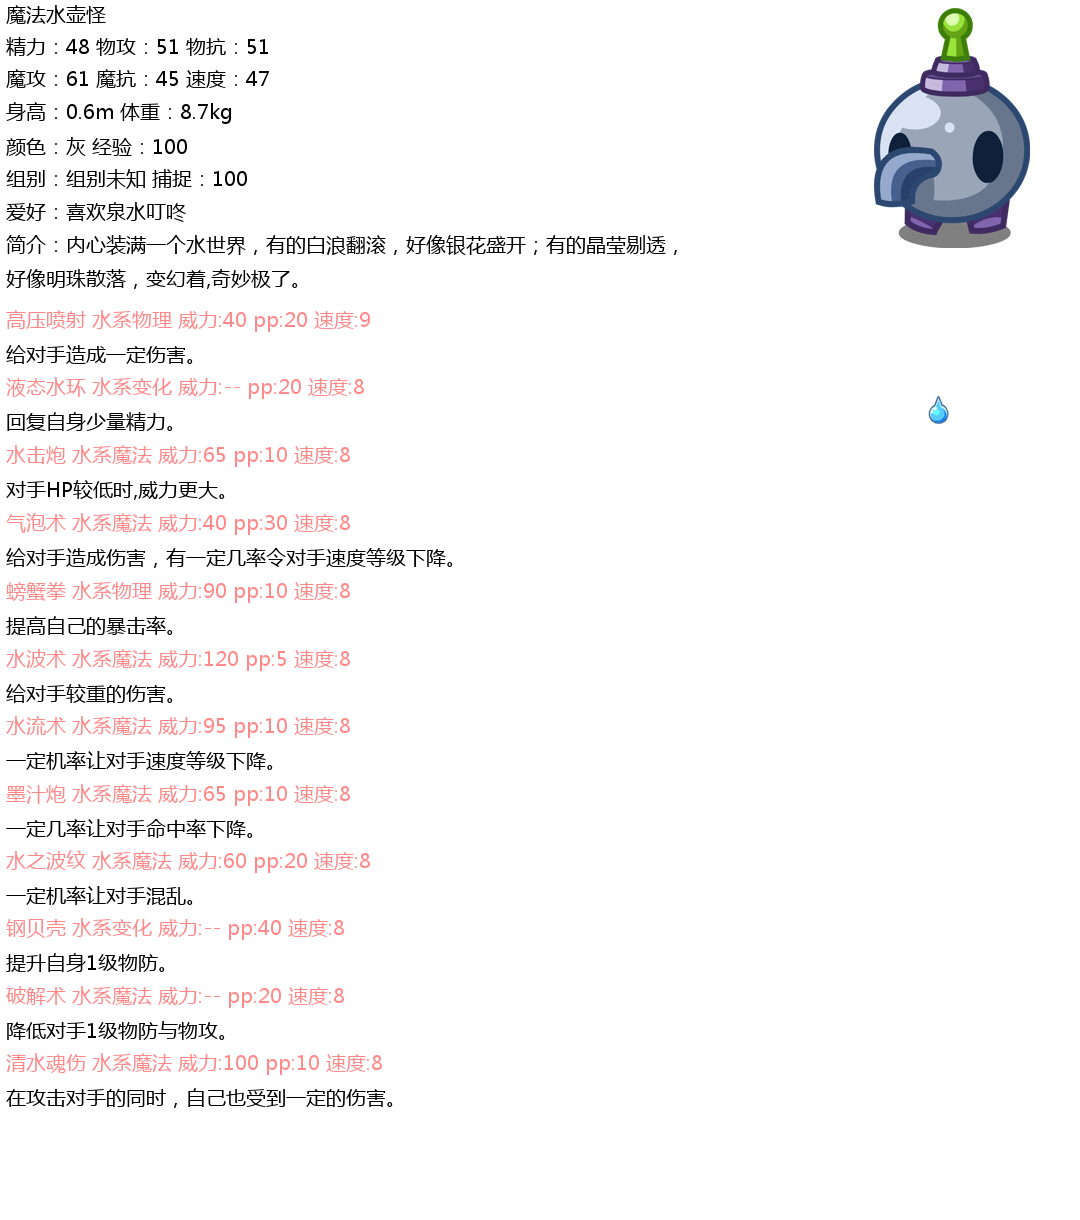 魔法水壶怪
精力：48 物攻：51 物抗：51
魔攻：61 魔抗：45 速度：47
身高：0.6m 体重：8.7kg
颜色：灰 经验：100
组别：组别未知 捕捉：100
爱好：喜欢泉水叮咚
简介：内心装满一个水世界，有的白浪翻滚，好像银花盛开；有的晶莹剔透，
好像明珠散落，变幻着,奇妙极了。
高压喷射 水系物理 威力:40 pp:20 速度:9
给对手造成一定伤害。
液态水环 水系变化 威力:-- pp:20 速度:8
回复自身少量精力。
水击炮 水系魔法 威力:65 pp:10 速度:8
对手HP较低时,威力更大。
气泡术 水系魔法 威力:40 pp:30 速度:8
给对手造成伤害，有一定几率令对手速度等级下降。
螃蟹拳 水系物理 威力:90 pp:10 速度:8
提高自己的暴击率。
水波术 水系魔法 威力:120 pp:5 速度:8
给对手较重的伤害。
水流术 水系魔法 威力:95 pp:10 速度:8
一定机率让对手速度等级下降。
墨汁炮 水系魔法 威力:65 pp:10 速度:8
一定几率让对手命中率下降。
水之波纹 水系魔法 威力:60 pp:20 速度:8
一定机率让对手混乱。
钢贝壳 水系变化 威力:-- pp:40 速度:8
提升自身1级物防。
破解术 水系魔法 威力:-- pp:20 速度:8
降低对手1级物防与物攻。
清水魂伤 水系魔法 威力:100 pp:10 速度:8
在攻击对手的同时，自己也受到一定的伤害。